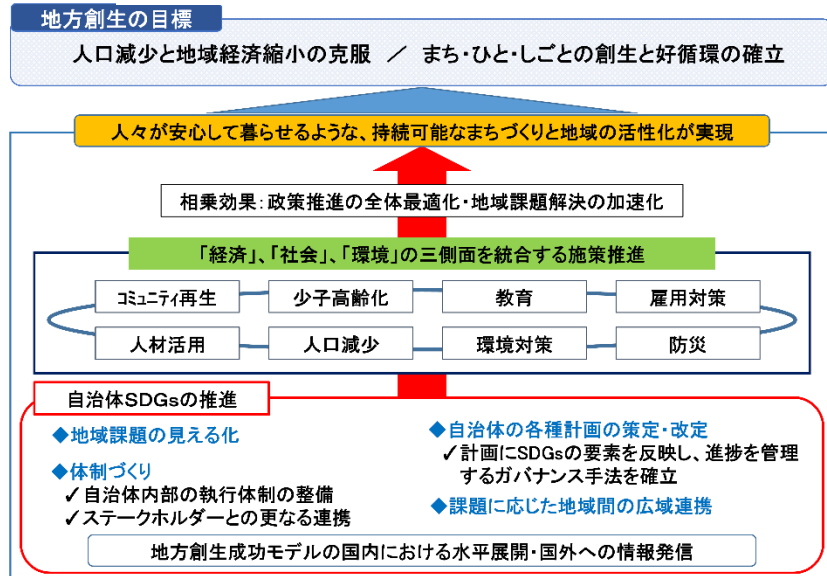 地方創生の目標
人口減少と地域経済縮小の克服 ／ まち・ひと・しごとの創生と好循環の確立
人々が安心して暮らせるような、持続可能なまちづくりと地域の活性化が実現
相乗効果：政策推進の全体最適化・地域課題解決の加速化
「経済」、「社会」、「環境」の三側面を統合する施策推進
コミュニティ再生 少子高齢化 教育 雇用対策
人材活用 人口減少 環境対策 防災
自治体SDGsの推進
◆地域課題の見える化
◆体制づくり
✓自治体内部の執行体制の整備
✓ステークホルダーとの更なる連携
◆自治体の各種計画の策定・改定
✓計画にSDGsの要素を反映し、進捗を管理
するガバナンス手法を確立
◆課題に応じた地域間の広域連携
地方創生成功モデルの国内における水平展開・国外への情報発信